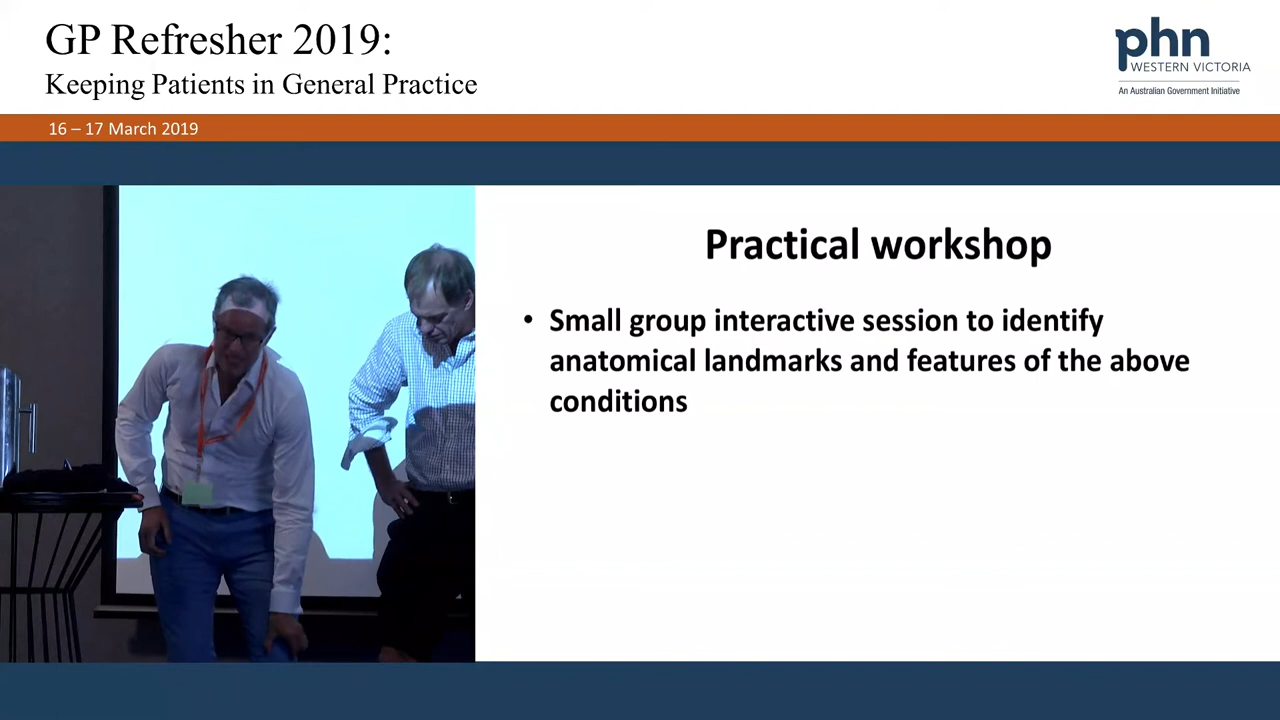 GP Refresher 2019:
Keeping Patients in General Practice
phn
WESTERN VICTORIA
An Australian Government Initiative
16 – 17 March 2019
Practical workshop
• Small group interactive session to identify
anatomical landmarks and features of the above
conditions